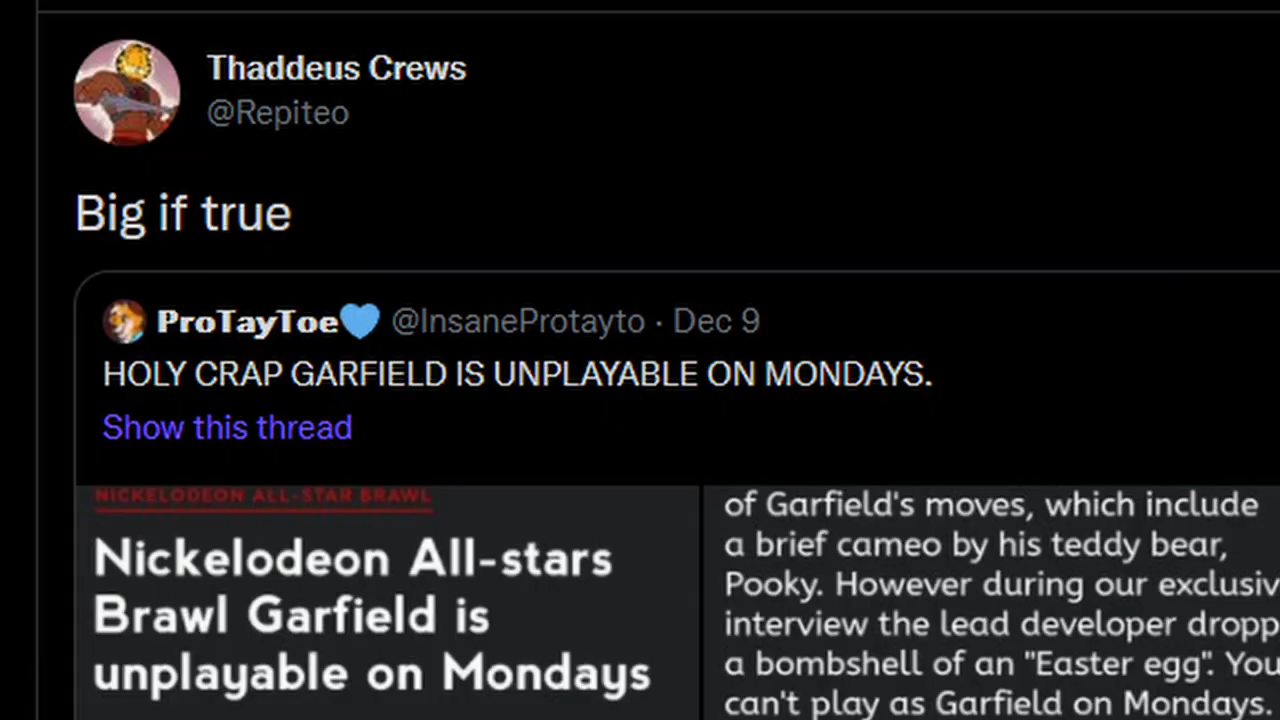 Thaddeus Crews
@Repiteo
Big if true
ProTayToe💙 @InsaneProtayto · Dec 9
HOLY CRAP GARFIELD IS UNPLAYABLE ON MONDAYS.
Show this thread
NICKELODEON ALL-STAR BRAWL
Nickelodeon All-stars
Brawl Garfield is
unplayable on Mondays
of Garfield's moves, which include
a brief cameo by his teddy bear,
Pooky. However during our exclusiv
interview the lead developer dropp
a bombshell of an "Easter egg". You
can't play as Garfield on Mondays.